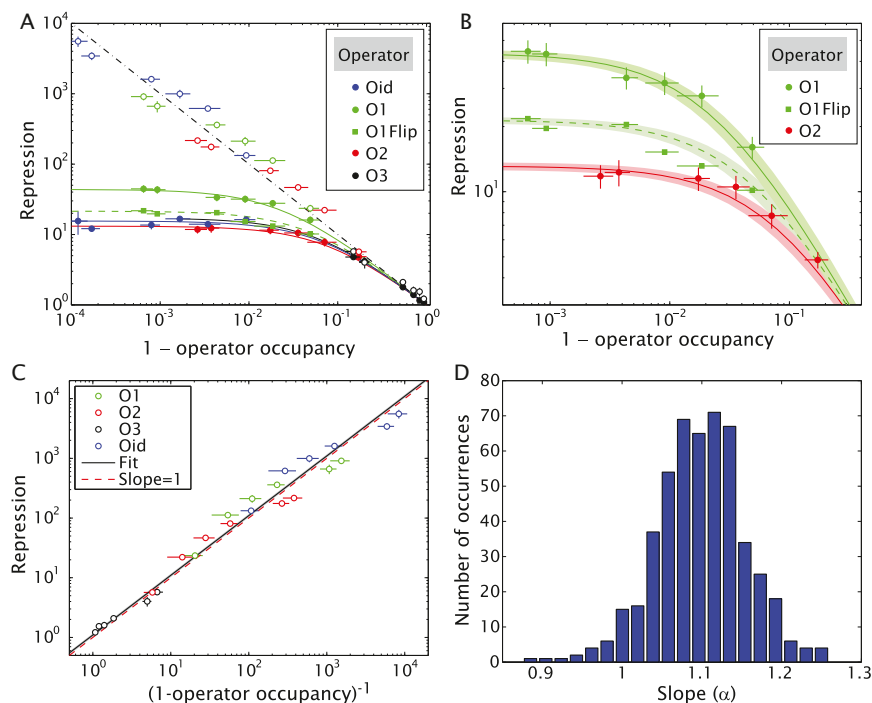 A
Repression
10^4
10^3
10^2
10^1
10^0
10^-4
10^-3
10^-2
10^-1
10^0
1 − operator occupancy
Operator
Oid
O1
O1Flip
O2
O3
B
Repression
10^1
10^1
10^-3
10^-2
10^-1
1 − operator occupancy
Operator
O1
O1Flip
O2
C
Repression
10^4
10^3
10^2
10^1
10^0
10^0
10^1
10^2
10^3
10^4
(1-operator occupancy)^-1
O1
O2
O3
Oid
Fit
Slope=1
D
Number of occurrences
80
70
60
50
40
30
20
10
0
0.9
1
1.1
1.2
1.3
Slope (α)